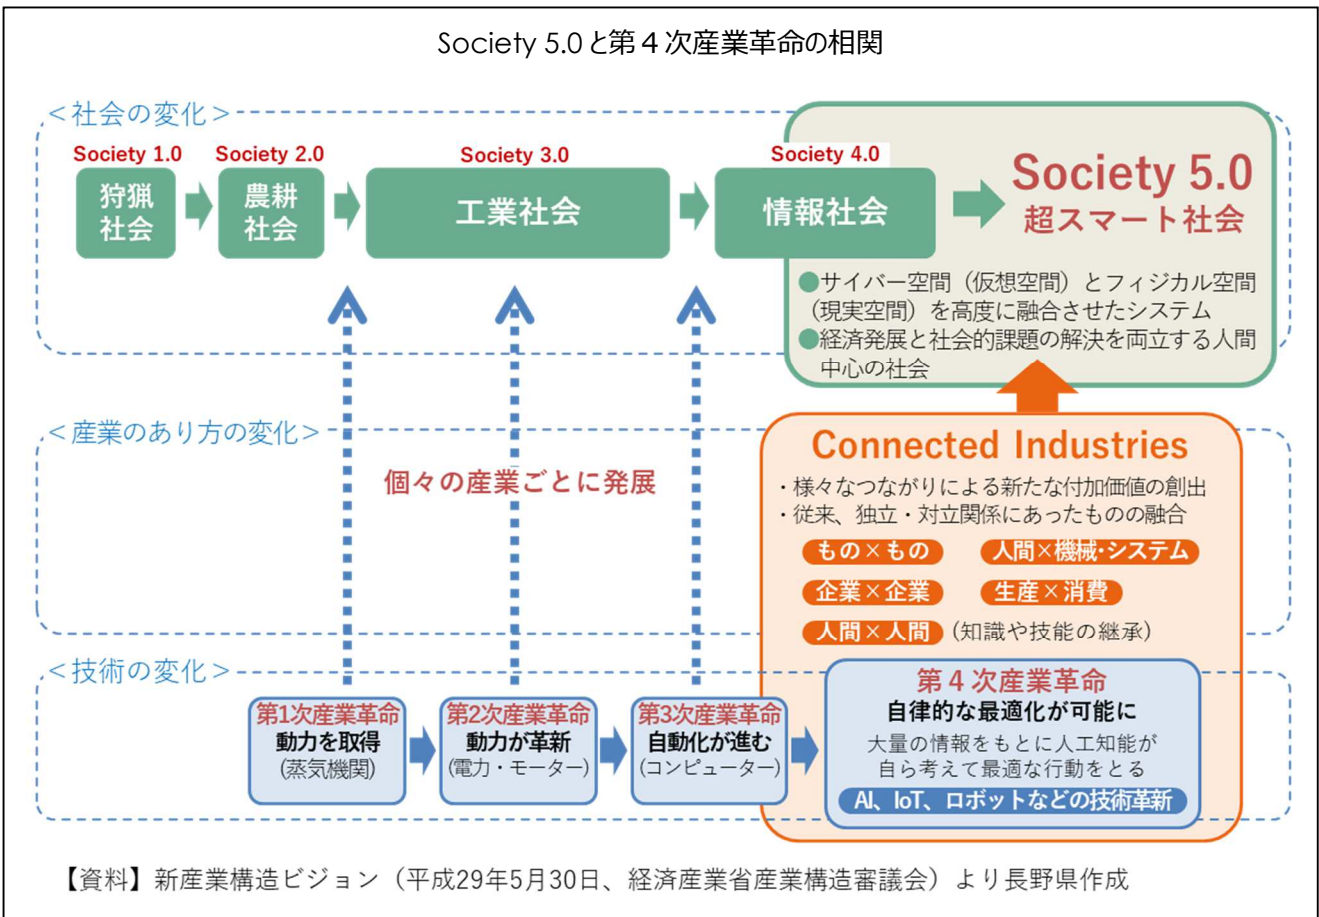 Society 5.0と第４次産業革命の相関
＜社会の変化＞
Society 1.0
狩猟
社会
Society 2.0
農耕
社会
Society 3.0
工業社会
Society 4.0
情報社会
Society 5.0
超スマート社会
●サイバー空間（仮想空間）とフィジカル空間
（現実空間）を高度に融合させたシステム
●経済発展と社会的課題の解決を両立する人間
中心の社会
＜産業のあり方の変化＞
個々の産業ごとに発展
Connected Industries
・様々なつながりによる新たな付加価値の創出
・従来、独立・対立関係にあったものの融合
もの×もの
人間×機械・システム
企業×企業
生産×消費
人間×人間 (知識や技能の継承)
＜技術の変化＞
第1次産業革命
動力を取得
(蒸気機関)
第2次産業革命
動力が革新
(電力・モーター)
第3次産業革命
自動化が進む
(コンピューター)
第４次産業革命
自律的な最適化が可能に
大量の情報をもとに人工知能が
自ら考えて最適な行動をとる
AI、IoT、ロボットなどの技術革新
【資料】新産業構造ビジョン（平成29年5月30日、経済産業省産業構造審議会）より長野県作成